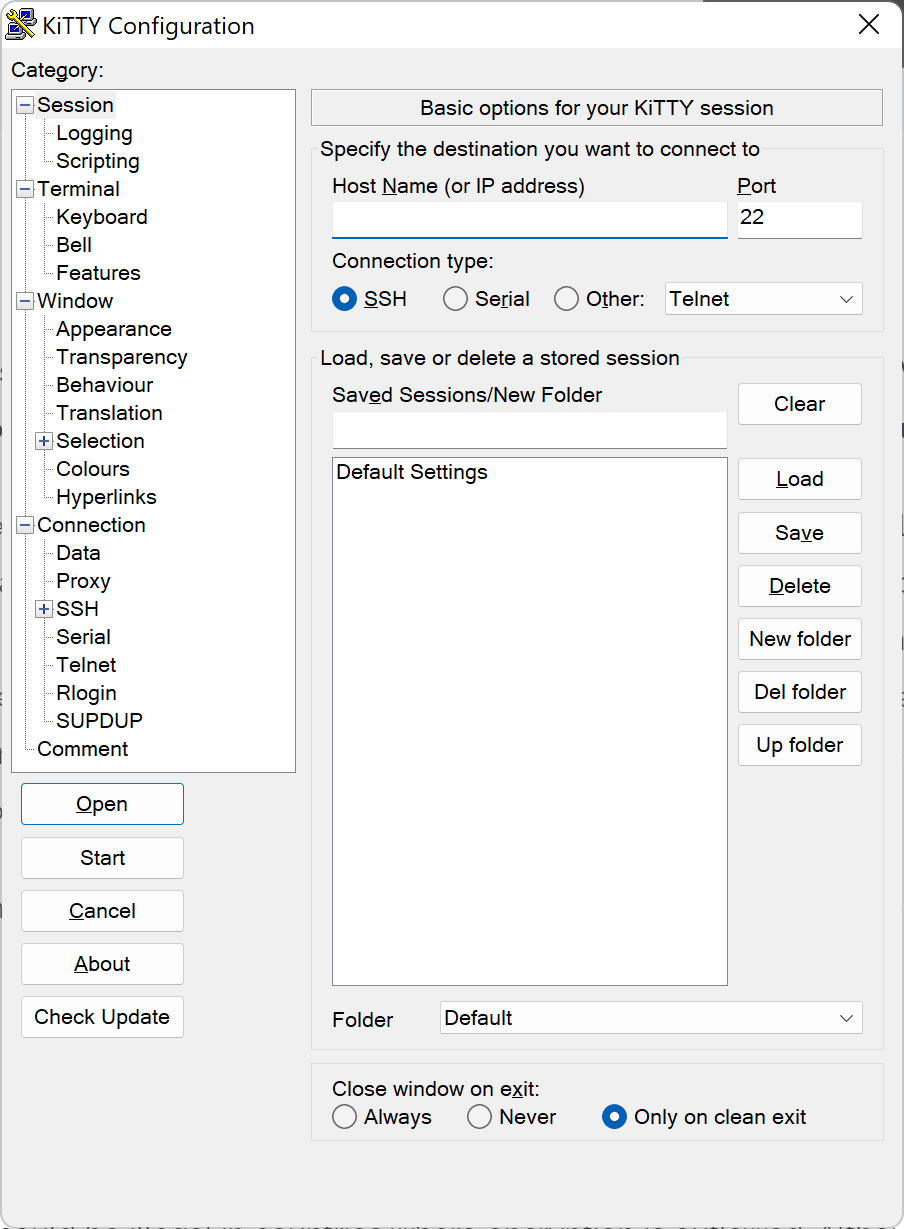 KiTTY Configuration
Category:
Session
Logging
Scripting
Terminal
Keyboard
Bell
Features
Window
Appearance
Transparency
Behaviour
Translation
Selection
Colours
Hyperlinks
Connection
Data
Proxy
SSH
Serial
Telnet
Rlogin
SUPDUP
Comment
Open
Start
Cancel
About
Check Update
Basic options for your KiTTY session
Specify the destination you want to connect to
Host Name (or IP address) Port
22
Connection type:
SSH Serial Other: Telnet
Load, save or delete a stored session
Saved Sessions/New Folder
Clear
Default Settings
Load
Save
Delete
New folder
Del folder
Up folder
Folder Default
Close window on exit:
Always Never Only on clean exit